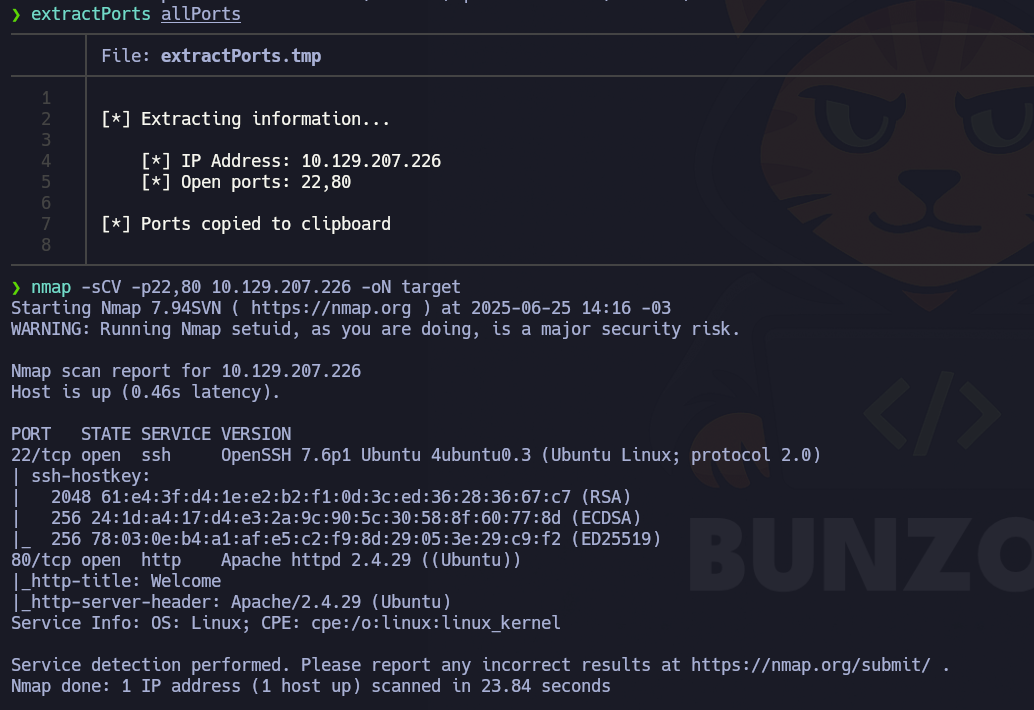 ❯ extractPorts allPorts
File: extractPorts.tmp
1
2 [*] Extracting information...
3
4 [*] IP Address: 10.129.207.226
5 [*] Open ports: 22,80
6
7 [*] Ports copied to clipboard
8
❯ nmap -sCV -p22,80 10.129.207.226 -oN target
Starting Nmap 7.94SVN ( https://nmap.org ) at 2025-06-25 14:16 -03
WARNING: Running Nmap setuid, as you are doing, is a major security risk.
Nmap scan report for 10.129.207.226
Host is up (0.46s latency).
PORT   STATE SERVICE VERSION
22/tcp open  ssh     OpenSSH 7.6p1 Ubuntu 4ubuntu0.3 (Ubuntu Linux; protocol 2.0)
| ssh-hostkey:
|   2048 61:e4:3f:d4:1e:e2:b2:f1:0d:3c:ed:36:28:36:67:c7 (RSA)
|   256 24:1d:a4:17:d4:e3:2a:9c:90:5c:30:58:8f:60:77:8d (ECDSA)
|_  256 78:03:0e:b4:a1:af:e5:c2:f9:8d:29:05:3e:29:c9:f2 (ED25519)
80/tcp open  http    Apache httpd 2.4.29 ((Ubuntu))
|_http-title: Welcome
|_http-server-header: Apache/2.4.29 (Ubuntu)
Service Info: OS: Linux; CPE: cpe:/o:linux:linux_kernel
Service detection performed. Please report any incorrect results at https://nmap.org/submit/ .
Nmap done: 1 IP address (1 host up) scanned in 23.84 seconds
</>
BUNZO